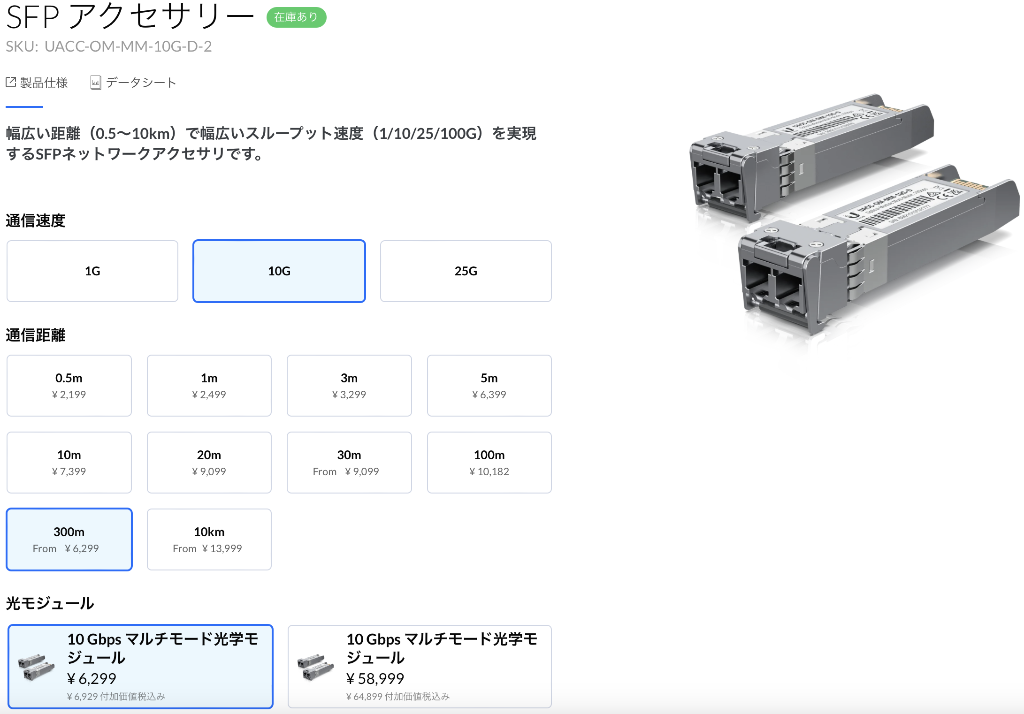 SFP アクセサリー 在庫あり
SKU: UACC-OM-MM-10G-D-2
製品仕様 データシート
幅広い距離（0.5〜10km）で幅広いスループット速度（1/10/25/100G）を実現
するSFPネットワークアクセサリです。
通信速度
1G 10G 25G
通信距離
0.5m 1m 3m 5m
¥ 2,199 ¥ 2,499 ¥ 3,299 ¥ 6,399
10m 20m 30m 100m
¥ 7,399 ¥ 9,099 From ¥ 9,099 ¥ 10,182
300m 10km
From ¥ 6,299 From ¥ 13,999
光モジュール
10 Gbps マルチモード光学モ
ジュール
¥ 6,299
¥ 6,929 付加価値税込み
10 Gbps マルチモード光学モ
ジュール
¥ 58,999
¥ 64,899 付加価値税込み